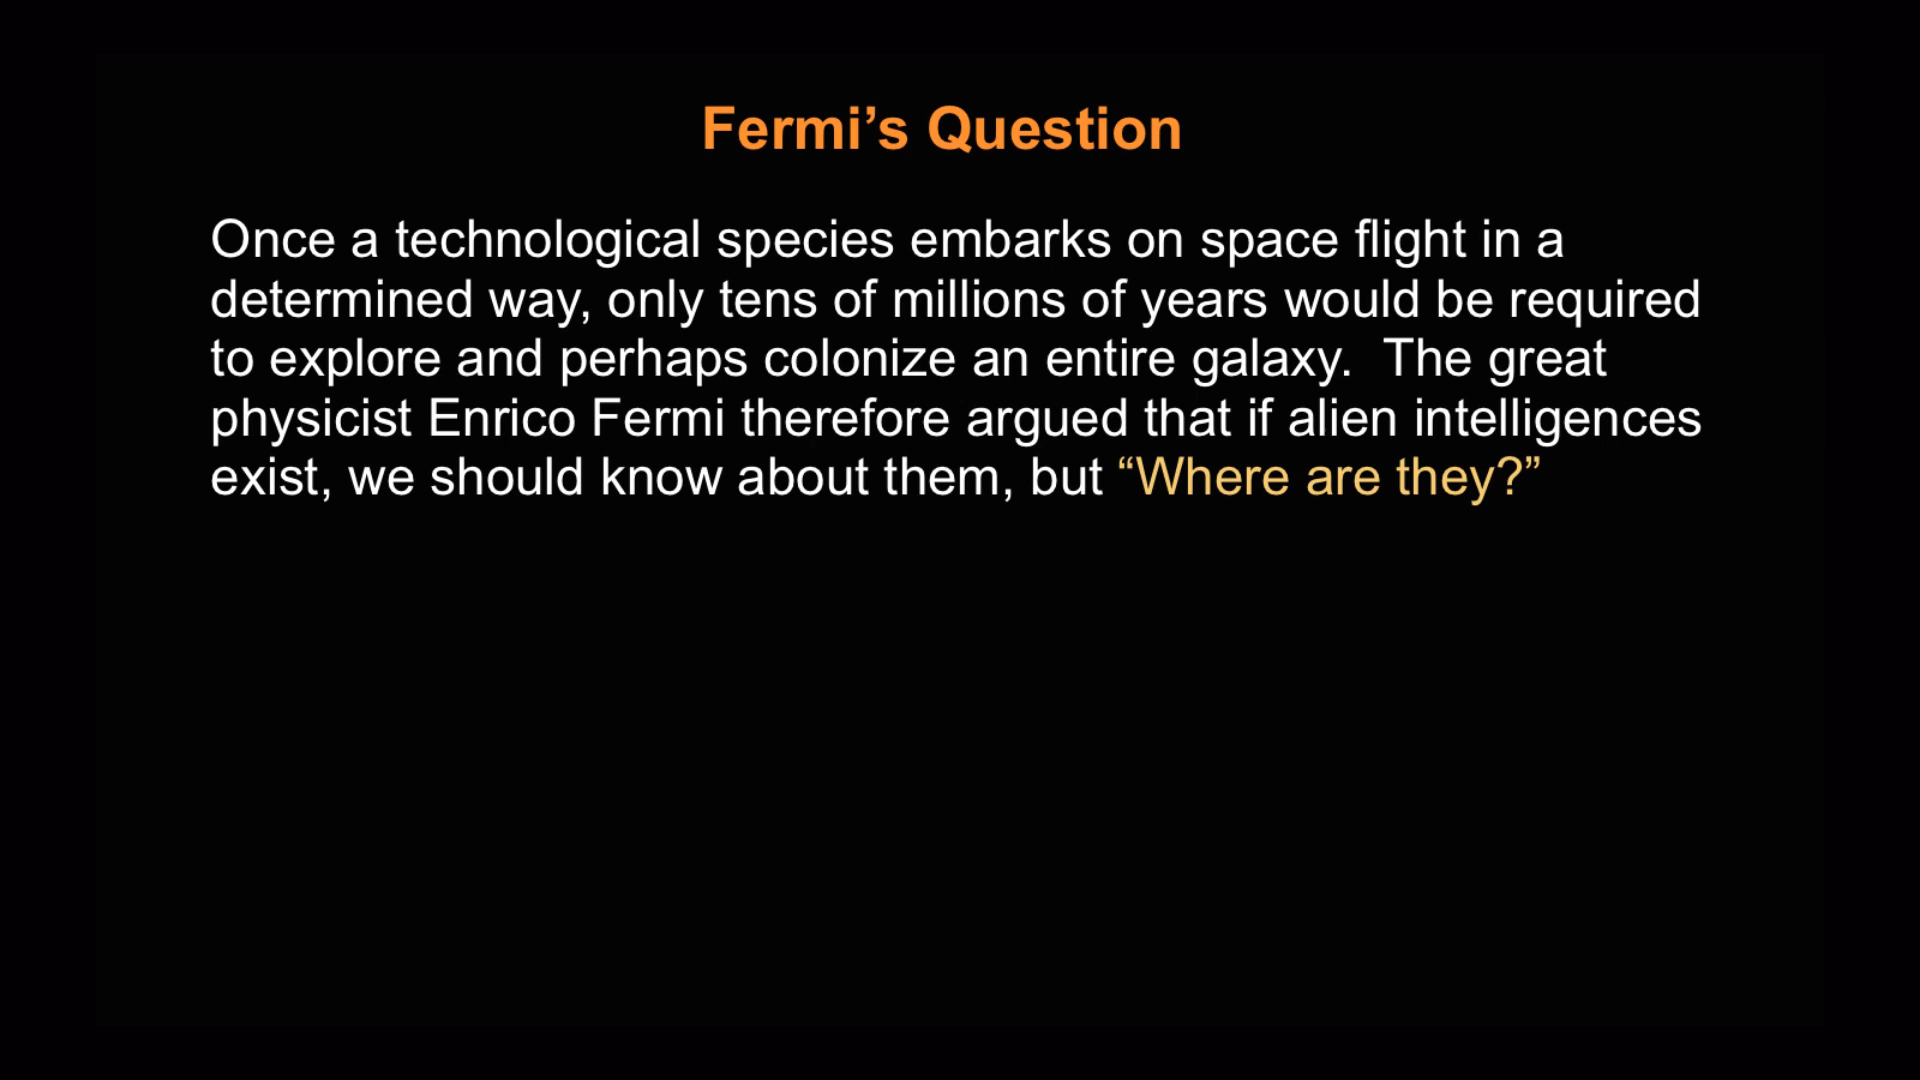 Fermi’s Question
Once a technological species embarks on space flight in a
determined way, only tens of millions of years would be required
to explore and perhaps colonize an entire galaxy.  The great
physicist Enrico Fermi therefore argued that if alien intelligences
exist, we should know about them, but “Where are they?”